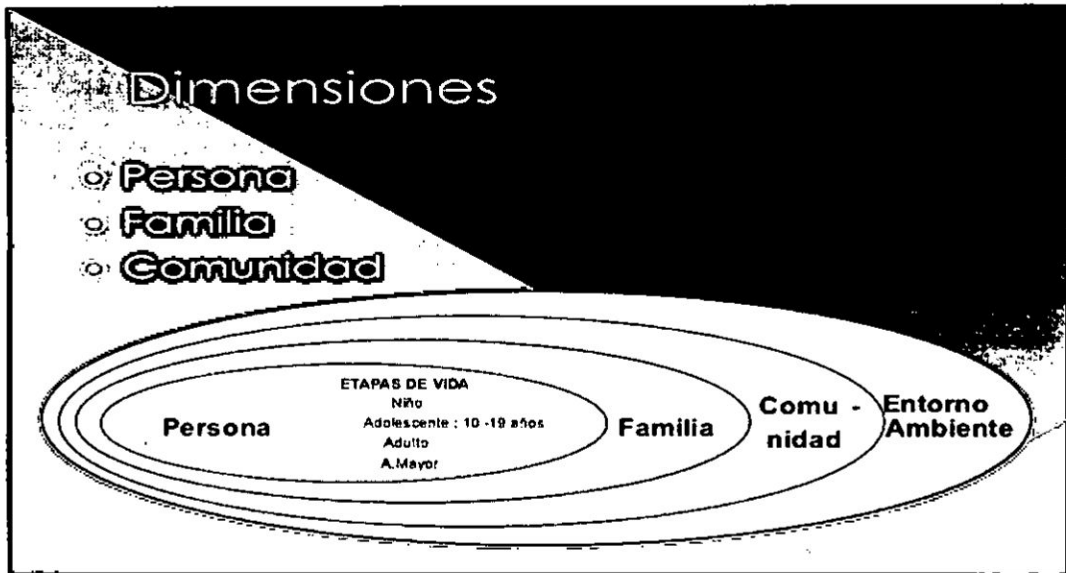 Dimensiones
Persona
Familia
Comunidad
ETAPAS DE VIDA
Niño
Adolescente : 10 -19 años
Adulto
A.Mayor
Persona
Familia
Comu -
nidad
Entorno
Ambiente